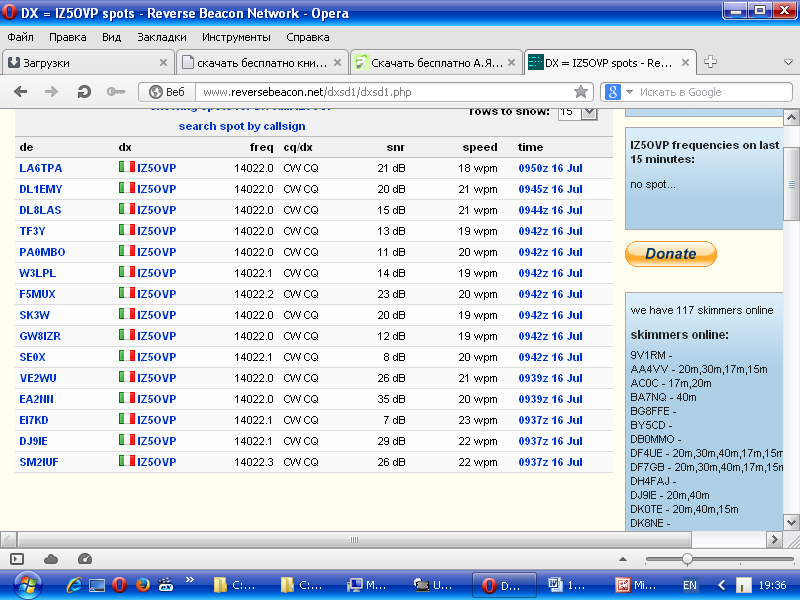 DX = IZ5OVP spots - Reverse Beacon Network - Opera
Файл Правка Вид Закладки Инструменты Справка
Загрузки
скачать бесплатно кни...
Скачать бесплатно А.Я...
DX = IZ5OVP spots - Re...
Веб www.reversebeacon.net/dxsd1/dxsd1.php
Искать в Google
rows to show: 15
search spot by callsign
de dx freq cq/dx snr speed time
LA6TPA IZ5OVP 14022.0 CW CQ 21 dB 18 wpm 0950z 16 Jul
DL1EMY IZ5OVP 14022.0 CW CQ 20 dB 21 wpm 0945z 16 Jul
DL8LAS IZ5OVP 14022.0 CW CQ 15 dB 21 wpm 0944z 16 Jul
TF3Y IZ5OVP 14022.0 CW CQ 13 dB 19 wpm 0942z 16 Jul
PA0MBO IZ5OVP 14022.0 CW CQ 11 dB 20 wpm 0942z 16 Jul
W3LPL IZ5OVP 14022.1 CW CQ 14 dB 19 wpm 0942z 16 Jul
F5MUX IZ5OVP 14022.2 CW CQ 23 dB 20 wpm 0942z 16 Jul
SK3W IZ5OVP 14022.0 CW CQ 20 dB 19 wpm 0942z 16 Jul
GW8IZR IZ5OVP 14022.0 CW CQ 12 dB 19 wpm 0942z 16 Jul
SE0X IZ5OVP 14022.1 CW CQ 8 dB 20 wpm 0942z 16 Jul
VE2WU IZ5OVP 14022.0 CW CQ 26 dB 21 wpm 0939z 16 Jul
EA2NN IZ5OVP 14022.0 CW CQ 35 dB 20 wpm 0939z 16 Jul
EI7KD IZ5OVP 14022.1 CW CQ 7 dB 23 wpm 0937z 16 Jul
DJ9IE IZ5OVP 14022.1 CW CQ 29 dB 22 wpm 0937z 16 Jul
SM2IUF IZ5OVP 14022.3 CW CQ 26 dB 22 wpm 0937z 16 Jul
IZ5OVP frequencies on last
15 minutes:
no spot...
Donate
we have 117 skimmers online
skimmers online:
9V1RM -
AA4VV - 20m,30m,17m,15m
AC0C - 17m,20m
BA7NQ - 40m
BG8FFE -
BY5CD -
DB0MMO -
DF4UE - 20m,30m,40m,17m,15m
DF7GB - 20m,30m,40m,17m,15m
DH4FAJ -
DJ9IE - 20m,40m
DK0TE - 20m,40m,15m
DK8NE -
C:... C:... M... U... D... 1... Mi... EN 19:36